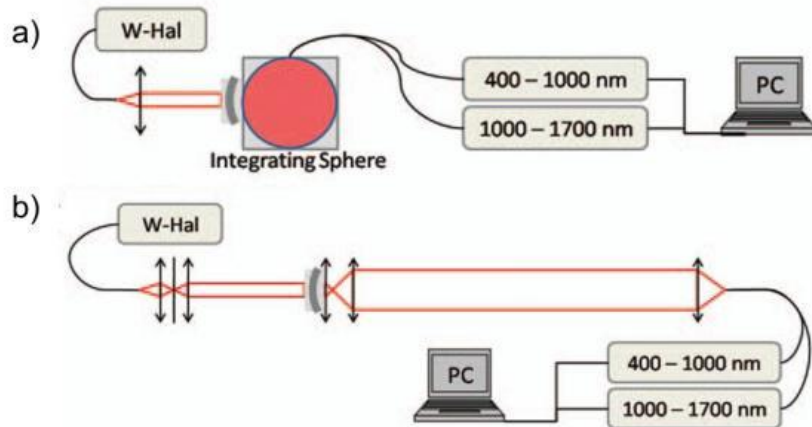 a)
W-Hal
400 – 1000 nm
1000 – 1700 nm
PC
Integrating Sphere
b)
W-Hal
PC
400 – 1000 nm
1000 – 1700 nm